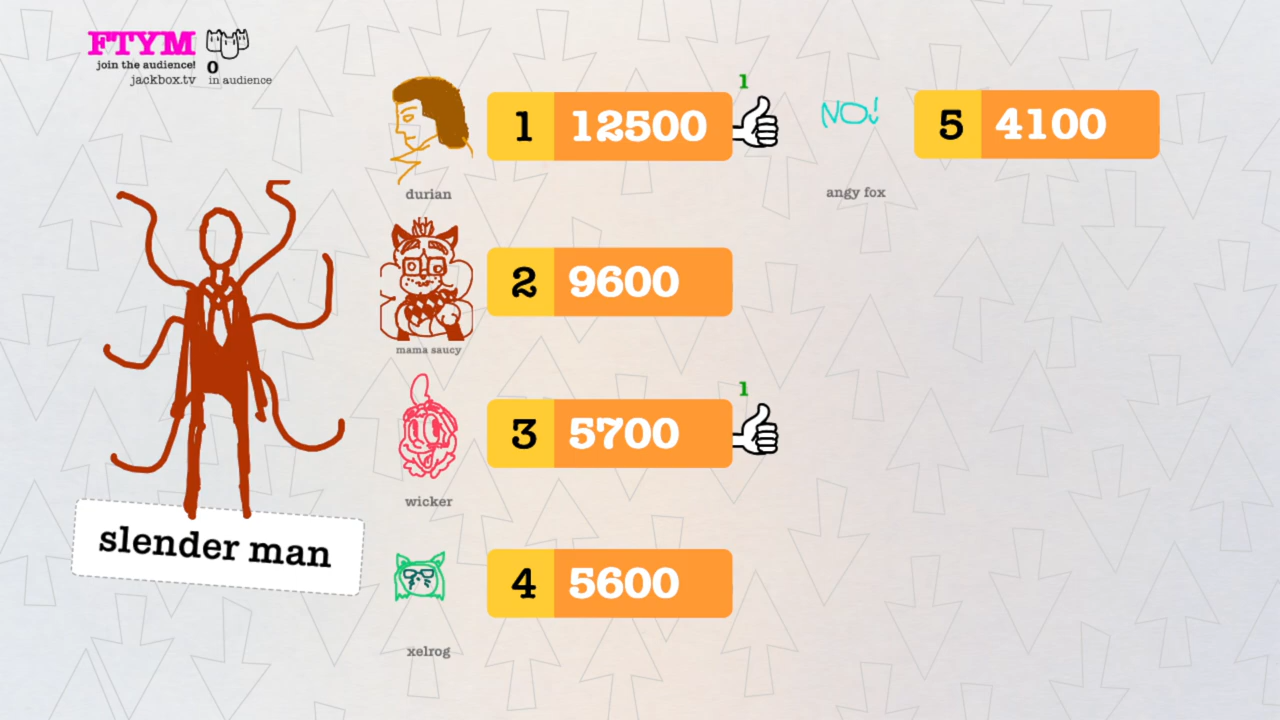 FTYM
join the audience!
jackbox.tv
0
in audience
slender man
1 12500
1
durian
2 9600
mama saucy
3 5700
1
wicker
4 5600
xelrog
NO!
5 4100
angy fox